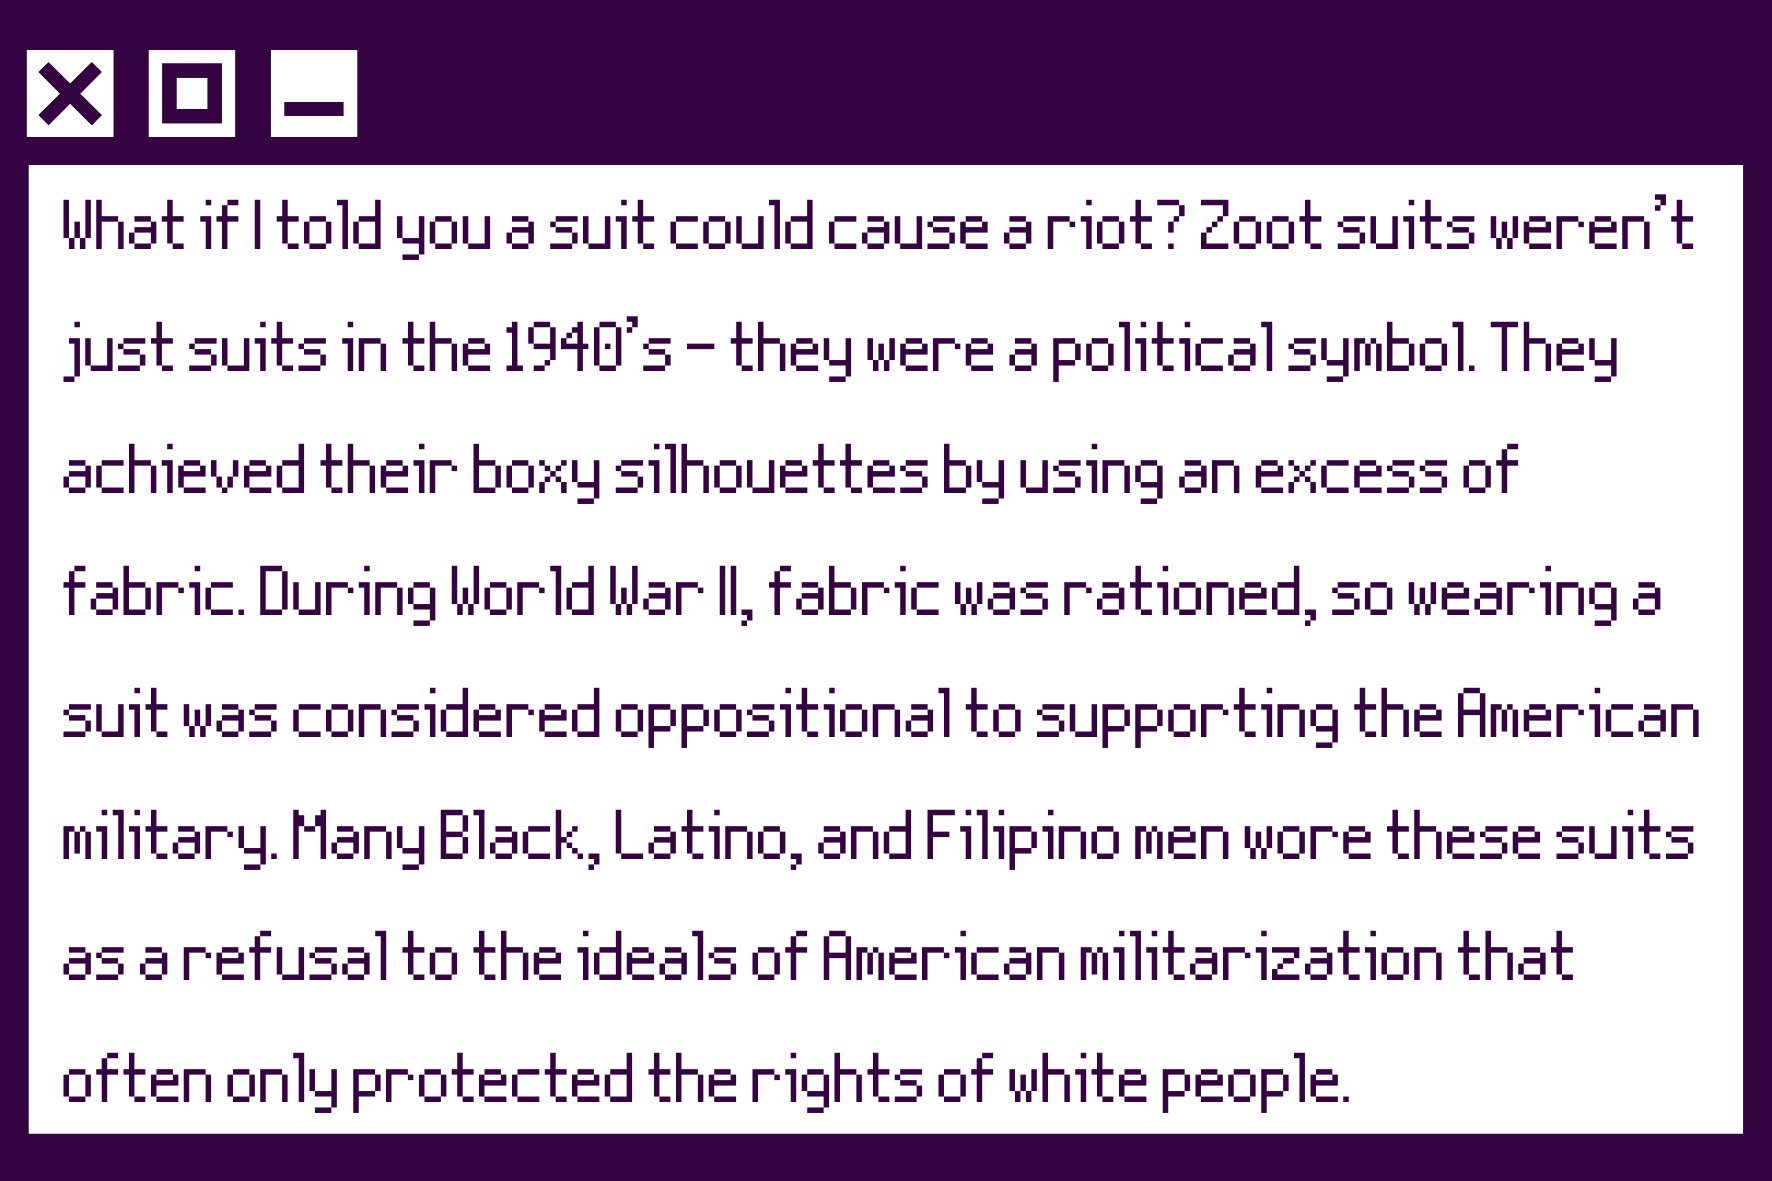 What if I told you a suit could cause a riot? Zoot suits weren’t
just suits in the 1940’s – they were a political symbol. They
achieved their boxy silhouettes by using an excess of
fabric. During World War II, fabric was rationed, so wearing a
suit was considered oppositional to supporting the American
military. Many Black, Latino, and Filipino men wore these suits
as a refusal to the ideals of American militarization that
often only protected the rights of white people.